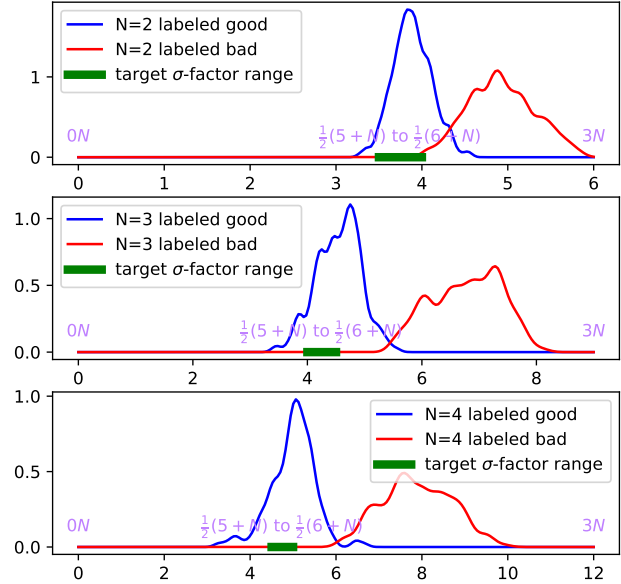 N=2 labeled good
N=2 labeled bad
target σ-factor range
1
0
0N
½(5 + N) to ½(6 + N)
3N
0 1 2 3 4 5 6
N=3 labeled good
N=3 labeled bad
target σ-factor range
1.0
0.5
0.0
0N
½(5 + N) to ½(6 + N)
3N
0 2 4 6 8
N=4 labeled good
N=4 labeled bad
target σ-factor range
1.0
0.5
0.0
0N
½(5 + N) to ½(6 + N)
3N
0 2 4 6 8 10 12